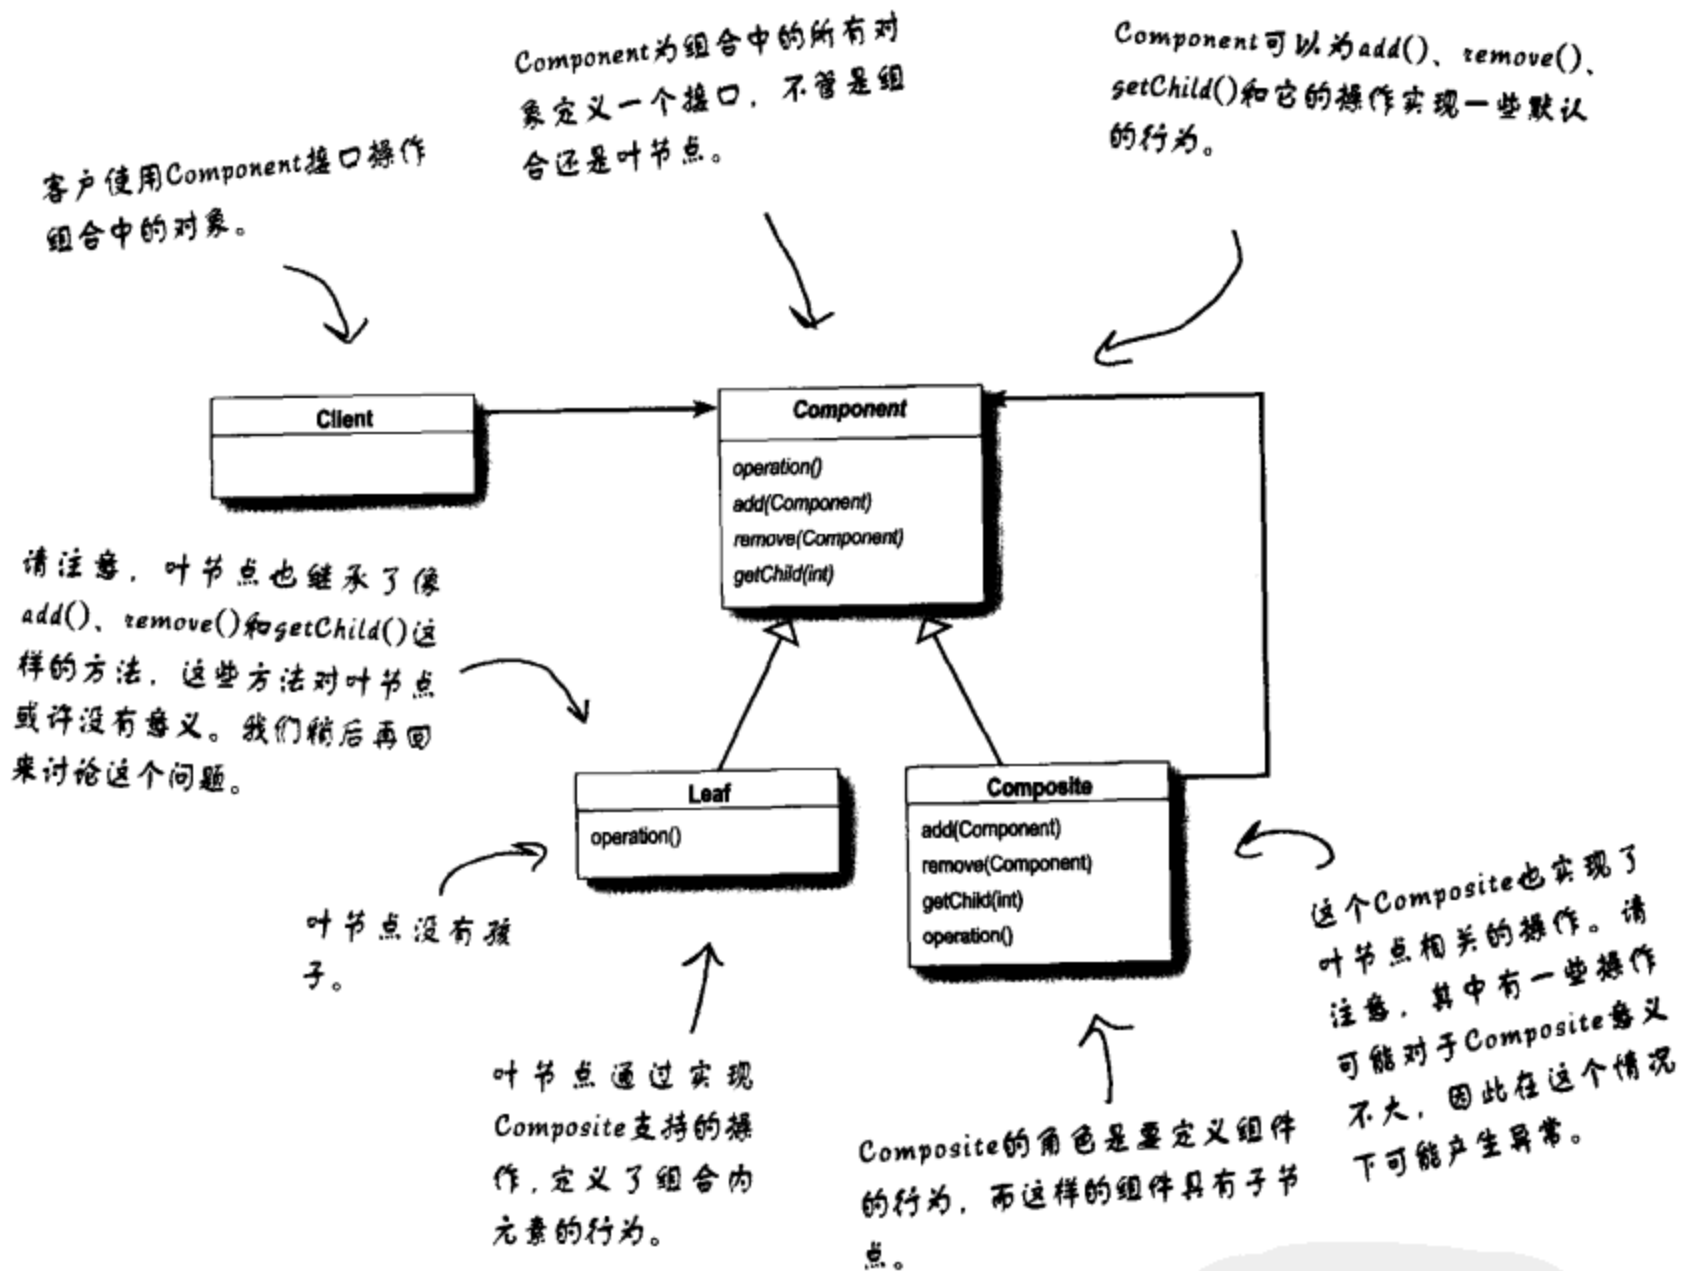 Component为组合中的所有对
象定义一个接口，不管是组
合还是叶节点。
Component可以为add()、remove()、
getChild()和它的操作实现一些默认
的行为。
客户使用Component接口操作
组合中的对象。
Client
Component
operation()
add(Component)
remove(Component)
getChild(int)
请注意，叶节点也继承了像
add()、remove()和getChild()这
样的方法，这些方法对叶节点
或许没有意义。我们稍后再回
来讨论这个问题。
Leaf
operation()
Composite
add(Component)
remove(Component)
getChild(int)
operation()
叶节点没有孩
子。
这个Composite也实现了
叶节点相关的操作。请
注意，其中有一些操作
可能对于Composite意义
不大，因此在这个情况
下可能产生异常。
叶节点通过实现
Composite支持的操
作，定义了组合内
元素的行为。
Composite的角色是要定义组件
的行为，而这样的组件具有子节
点。